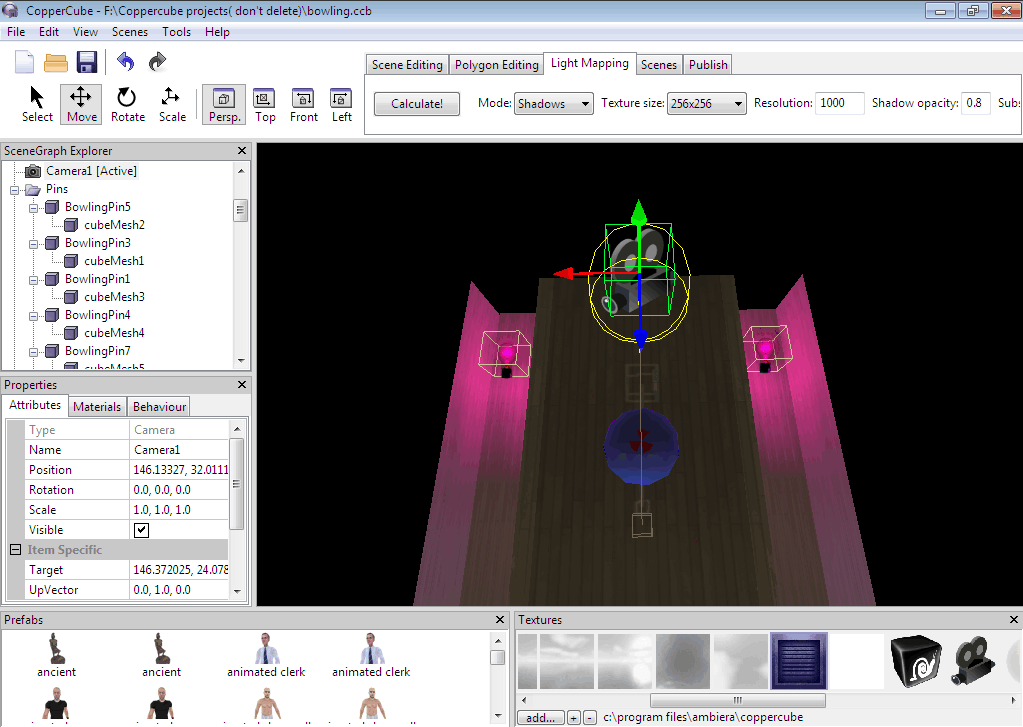 CopperCube - F:\Coppercube projects( don't delete)\bowling.ccb
File Edit View Scenes Tools Help
Scene Editing Polygon Editing Light Mapping Scenes Publish
Select Move Rotate Scale Persp. Top Front Left
Calculate! Mode: Shadows Texture size: 256x256 Resolution: 1000 Shadow opacity: 0.8 Subs
SceneGraph Explorer
Camera1 [Active]
Pins
BowlingPin5
cubeMesh2
BowlingPin3
cubeMesh1
BowlingPin1
cubeMesh3
BowlingPin4
cubeMesh4
BowlingPin7
cubeMesh5
Properties
Attributes Materials Behaviour
Type Camera
Name Camera1
Position 146.13327, 32.0111
Rotation 0.0, 0.0, 0.0
Scale 1.0, 1.0, 1.0
Visible
Item Specific
Target 146.372025, 24.078
UpVector 0.0, 1.0, 0.0
Prefabs
ancient ancient animated clerk animated clerk
Textures
add... + - c:\program files\ambiera\coppercube